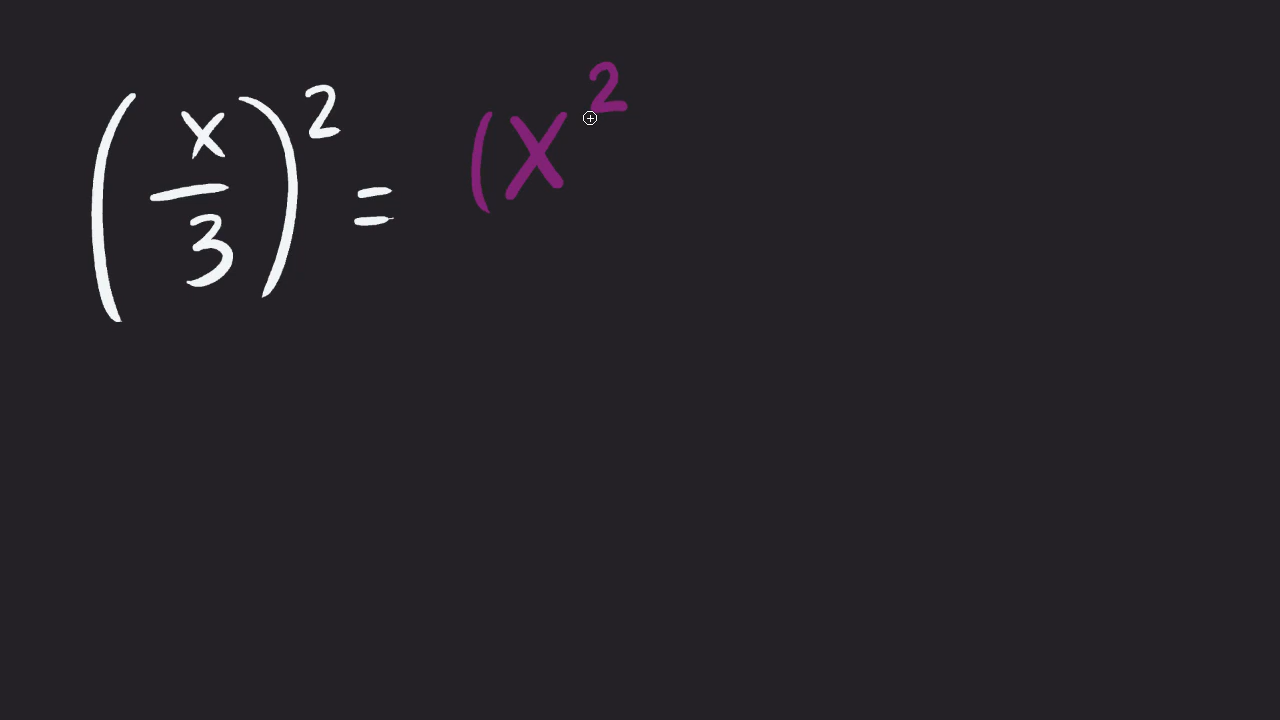 (x/3)² = (x²